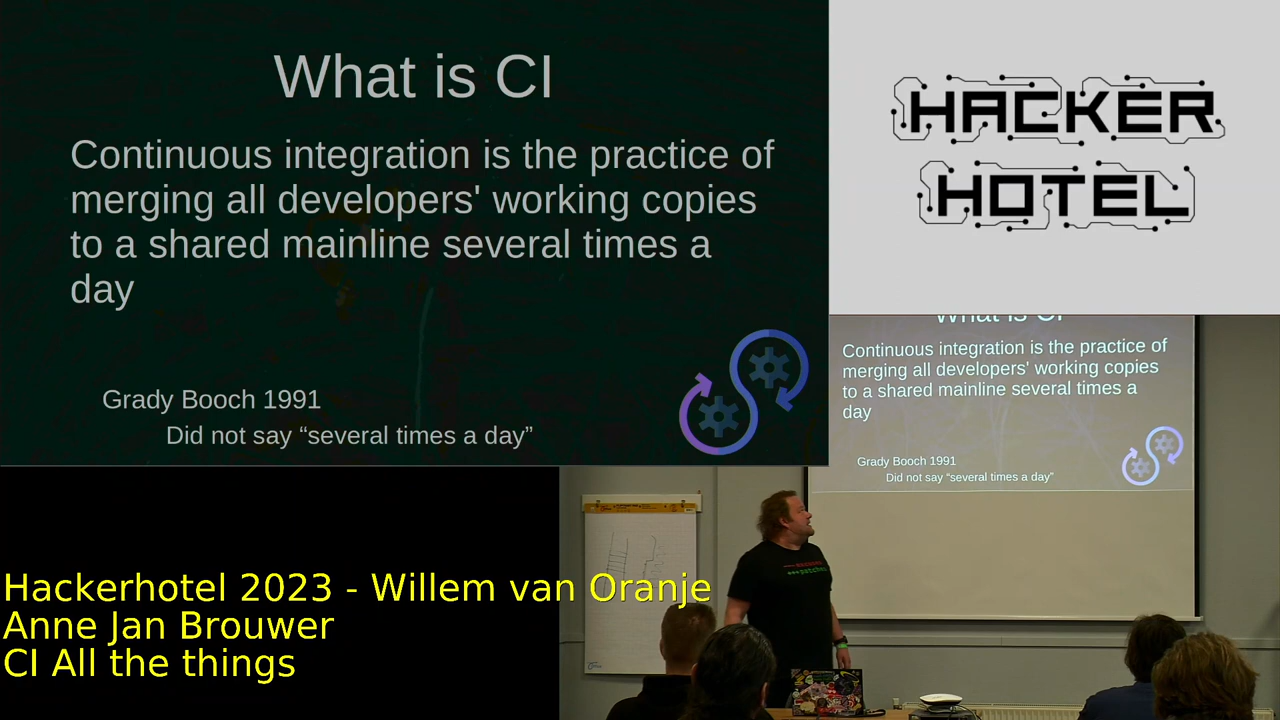 What is CI
Continuous integration is the practice of
merging all developers' working copies
to a shared mainline several times a
day
Grady Booch 1991
Did not say “several times a day”
HACKER
HOTEL
What is CI
Continuous integration is the practice of
merging all developers' working copies
to a shared mainline several times a
day
Grady Booch 1991
Did not say “several times a day”
Hackerhotel 2023 - Willem van Oranje
Anne Jan Brouwer
CI All the things